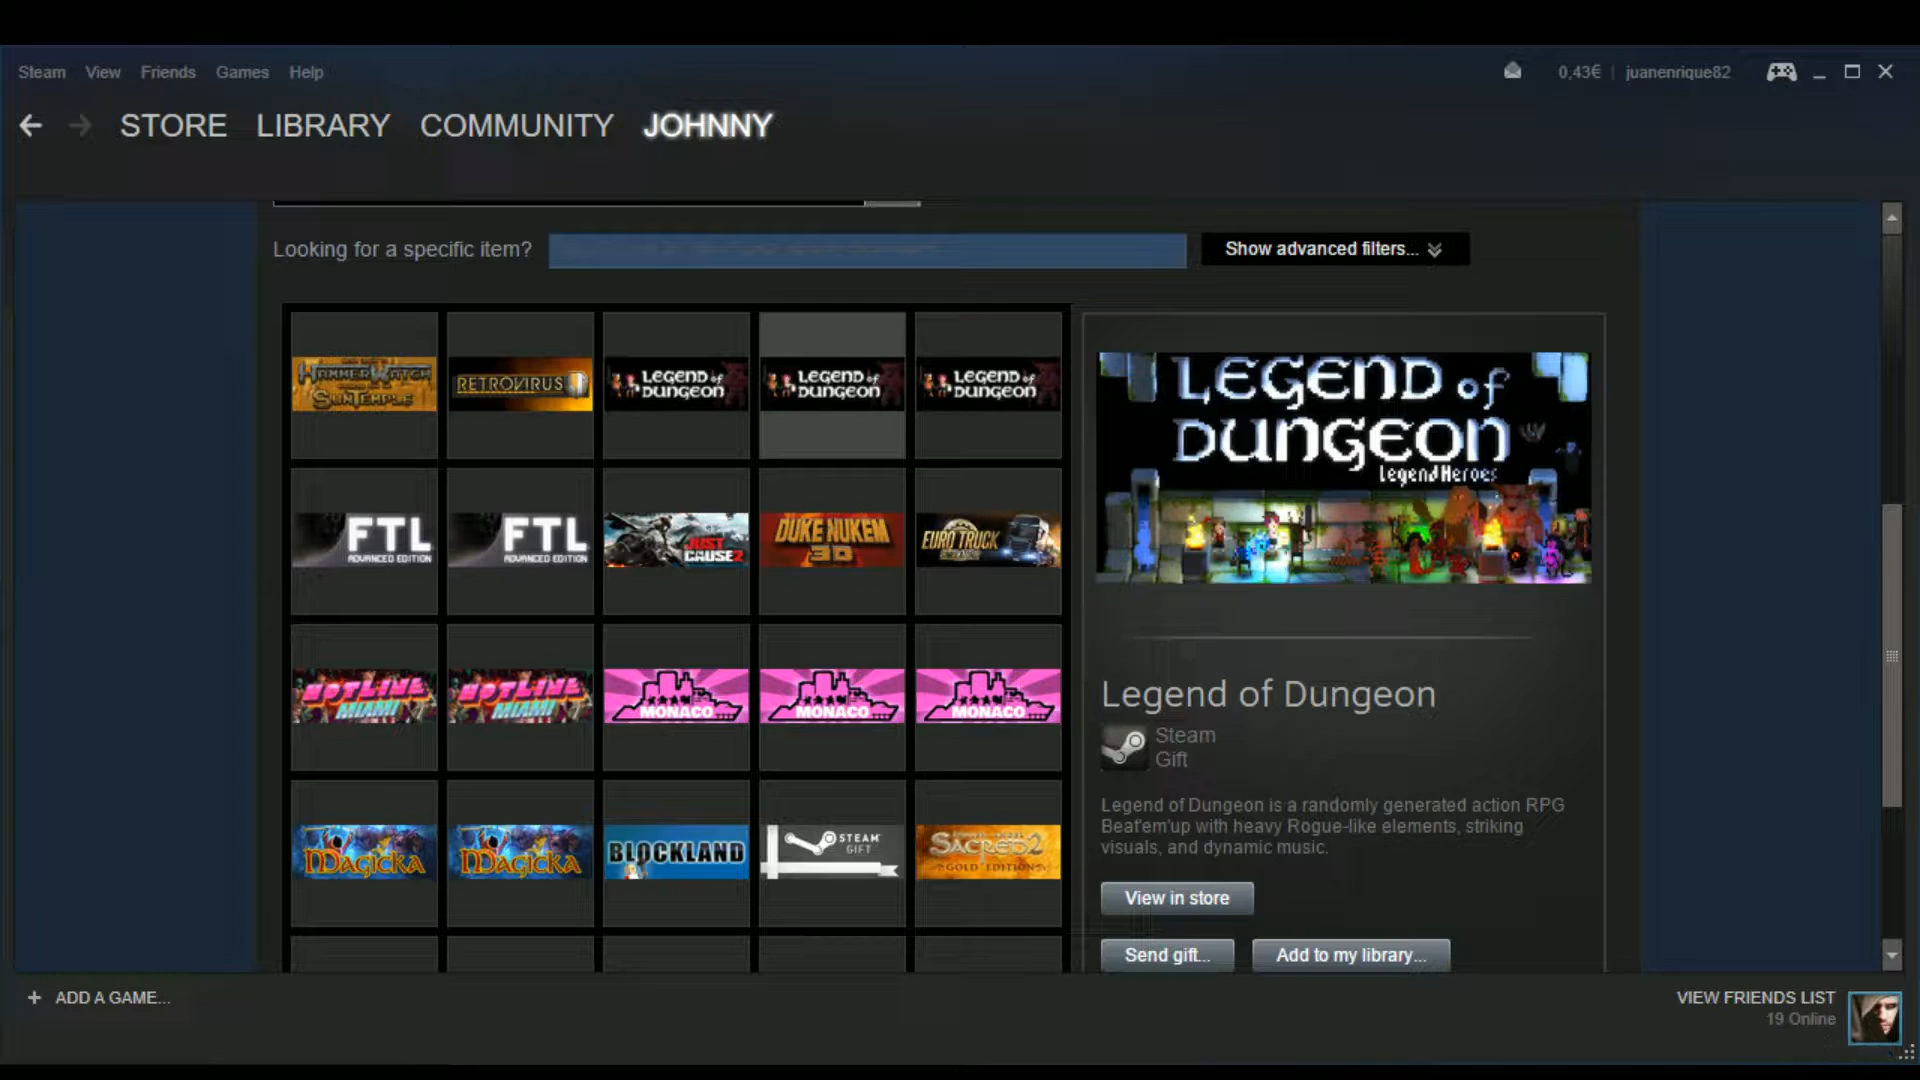 Steam View Friends Games Help
0,43€ | juanenrique82
STORE LIBRARY COMMUNITY JOHNNY
Looking for a specific item?
Show advanced filters...
HAMMERWATCH
SUN TEMPLE
RETROVIRUS
LEGEND of
DUNGEON
LEGEND of
DUNGEON
LEGEND of
DUNGEON
LEGEND of
DUNGEON
LegendHeroes
FTL
ADVANCED EDITION
FTL
ADVANCED EDITION
JUST
CAUSE 2
DUKE NUKEM
3D
EURO TRUCK
HOTLINE
MIAMI
HOTLINE
MIAMI
MONACO
MONACO
MONACO
Legend of Dungeon
Steam
Gift
Legend of Dungeon is a randomly generated action RPG
Beat'em'up with heavy Rogue-like elements, striking
visuals, and dynamic music.
MAGICKA
MAGICKA
BLOCKLAND
STEAM
GIFT
SACRED 2
GOLD EDITION
View in store
Send gift...
Add to my library...
+ ADD A GAME...
VIEW FRIENDS LIST
19 Online